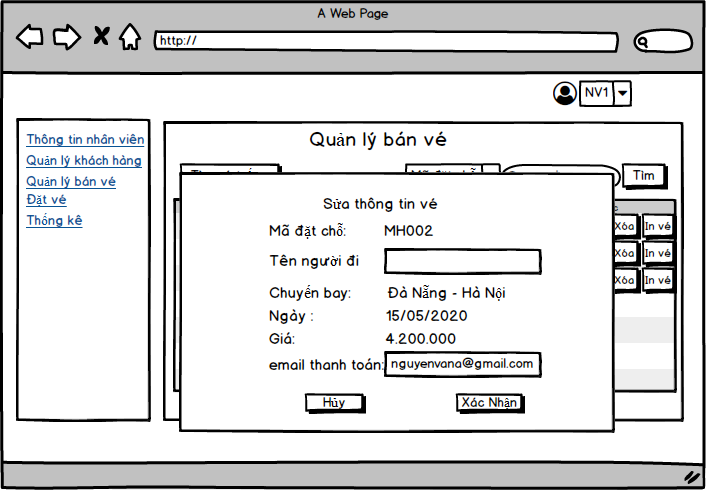 A Web Page
http://
NV1
Thông tin nhân viên
Quản lý khách hàng
Quản lý bán vé
Đặt vé
Thống kê
Quản lý bán vé
Mã đặt chỗ
Tìm
Sửa thông tin vé
Mã đặt chỗ: MH002
Xóa In vé
Tên người đi
Xóa In vé
Xóa In vé
Chuyến bay: Đà Nẵng - Hà Nội
Ngày : 15/05/2020
Giá: 4.200.000
email thanh toán: nguyenvana@gmail.com
Hủy Xác Nhận